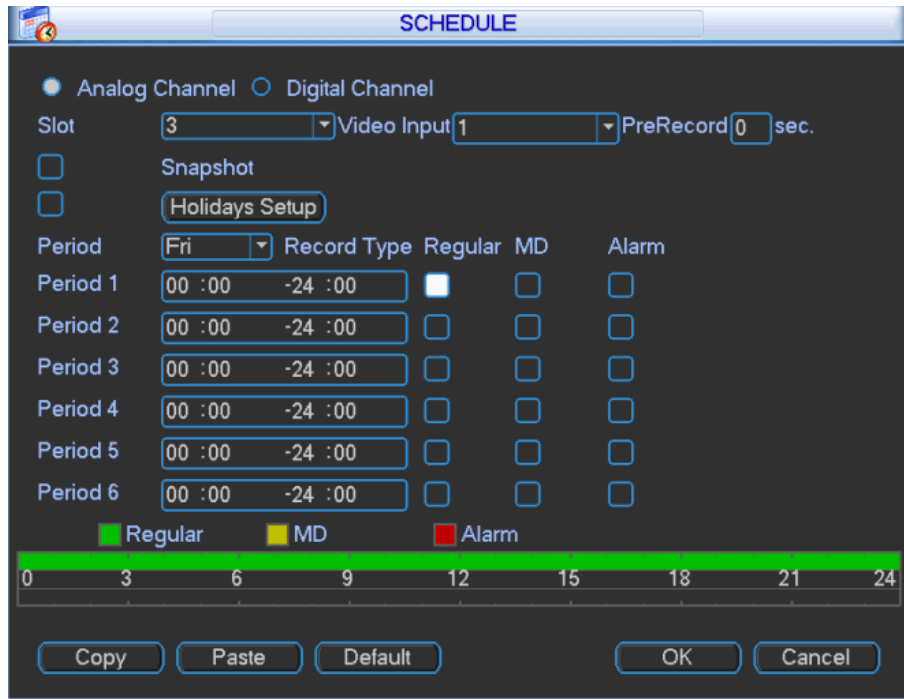 SCHEDULE
Analog Channel Digital Channel
Slot 3 Video Input 1 PreRecord 0 sec.
Snapshot
Holidays Setup
Period Fri Record Type Regular MD Alarm
Period 1 00 :00 -24 :00
Period 2 00 :00 -24 :00
Period 3 00 :00 -24 :00
Period 4 00 :00 -24 :00
Period 5 00 :00 -24 :00
Period 6 00 :00 -24 :00
Regular MD Alarm
0 3 6 9 12 15 18 21 24
Copy Paste Default OK Cancel